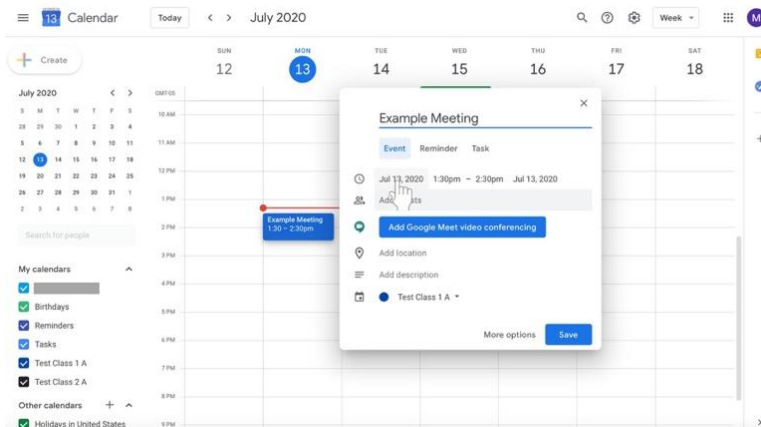 13 Calendar Today July 2020 Week M
Create
SUN MON TUE WED THU FRI SAT
12 13 14 15 16 17 18
July 2020
S M T W T F S
28 29 30 1 2 3 4
5 6 7 8 9 10 11
12 13 14 15 16 17 18
19 20 21 22 23 24 25
26 27 28 29 30 31 1
2 3 4 5 6 7 8
Search for people
My calendars
Birthdays
Reminders
Tasks
Test Class 1 A
Test Class 2 A
Other calendars
Holidays in United States
GMT-05
10 AM
11 AM
12 PM
1 PM
2 PM
3 PM
4 PM
5 PM
6 PM
7 PM
8 PM
9 PM
Example Meeting
1:30 – 2:30pm
Example Meeting
Event Reminder Task
Jul 13, 2020 1:30pm – 2:30pm Jul 13, 2020
Add Google Meet video conferencing
Add location
Add description
Test Class 1 A
More options Save